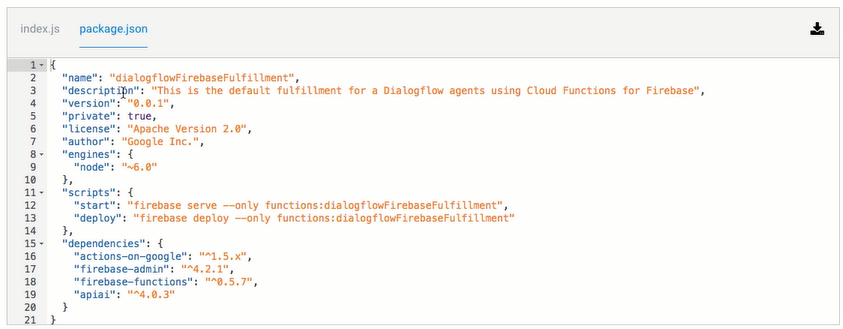 index.js package.json
1 {
2 "name": "dialogflowFirebaseFulfillment",
3 "description": "This is the default fulfillment for a Dialogflow agents using Cloud Functions for Firebase",
4 "version": "0.0.1",
5 "private": true,
6 "license": "Apache Version 2.0",
7 "author": "Google Inc.",
8 "engines": {
9 "node": "~6.0"
10 },
11 "scripts": {
12 "start": "firebase serve --only functions:dialogflowFirebaseFulfillment",
13 "deploy": "firebase deploy --only functions:dialogflowFirebaseFulfillment"
14 },
15 "dependencies": {
16 "actions-on-google": "^1.5.x",
17 "firebase-admin": "^4.2.1",
18 "firebase-functions": "^0.5.7",
19 "apiai": "^4.0.3"
20 }
21 }